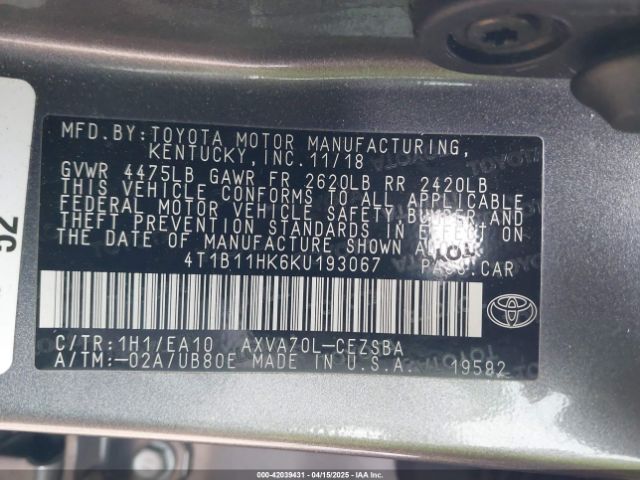 MFD.BY:TOYOTA MOTOR MANUFACTURING,
KENTUCKY, INC. 11/18
GVWR 4475LB GAWR FR 2620LB RR 2420LB
THIS VEHICLE CONFORMS TO ALL APPLICABLE
FEDERAL MOTOR VEHICLE SAFETY, BUMPER AND
THEFT PREVENTION STANDARDS IN EFFECT ON
THE DATE OF MANUFACTURE SHOWN
4T1B11HK6KU193067 PASS.CAR
C/TR:1H1/EA10 AXVA70L-CEZSBA
A/TM:-02A/UB80E MADE IN U.S.A. 19582
TOYOTA
000-42039431 - 04/15/2025 - IAAI.COM